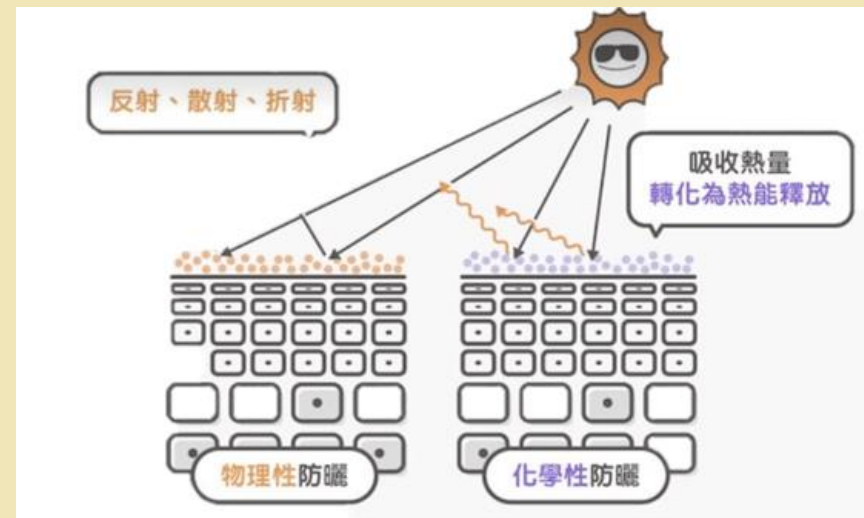 反射、散射、折射
吸收熱量
轉化為熱能釋放
物理性防曬
化學性防曬